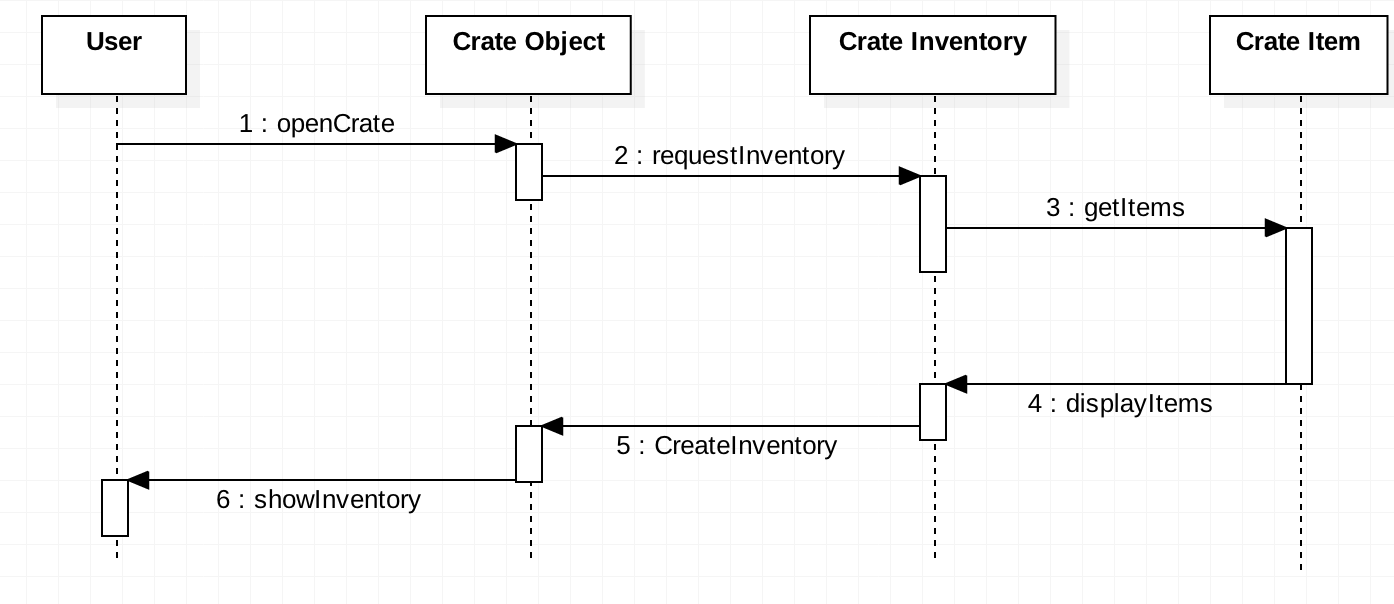 User
Crate Object
Crate Inventory
Crate Item
1 : openCrate
2 : requestInventory
3 : getItems
4 : displayItems
5 : CreateInventory
6 : showInventory